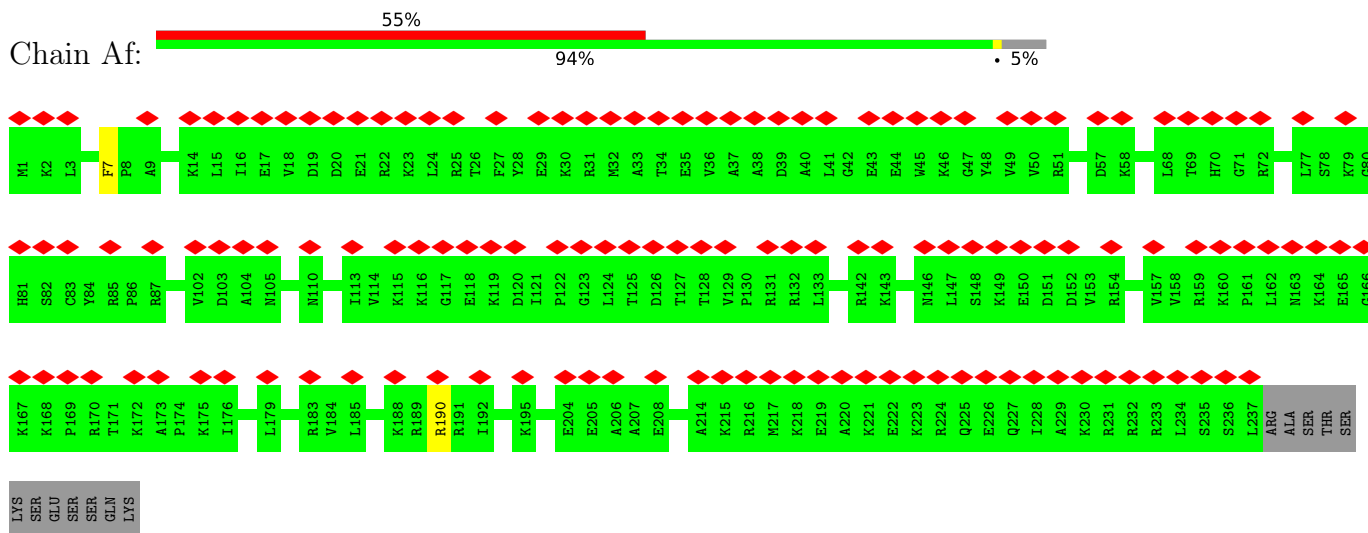 55%
Chain Af:
94% • 5%
M1 K2 L3 F7 P8 A9 K14 L15 I16 E17 V18 D19 D20 E21 R22 K23 L24 R25 T26 F27 Y28 E29 K30 R31 M32 A33 T34 E35 V36 A37 A38 D39 A40 L41 G42 E43 E44 W45 K46 G47 Y48 V49 V50 R51 D57 K58 L68 T69 H70 G71 R72 L77 S78 K79 G80
H81 S82 C83 Y84 R85 P86 R87 V102 D103 A104 N105 N110 I113 V114 K115 K116 G117 E118 K119 D120 I121 P122 G123 L124 T125 D126 T127 T128 V129 P130 R131 R132 L133 R142 K143 N146 L147 S148 K149 E150 D151 D152 V153 R154 V157 V158 R159 K160 P161 L162 N163 K164 E165 G166
K167 K168 P169 R170 T171 K172 A173 P174 K175 I176 L179 R183 V184 L185 K188 R189 R190 R191 I192 K195 E204 E205 A206 A207 E208 A214 K215 R216 M217 K218 E219 A220 K221 E222 K223 R224 Q225 E226 Q227 I228 A229 K230 R231 R232 R233 L234 S235 S236 L237 ARG ALA SER THR SER
LYS SER GLU SER SER GLN LYS